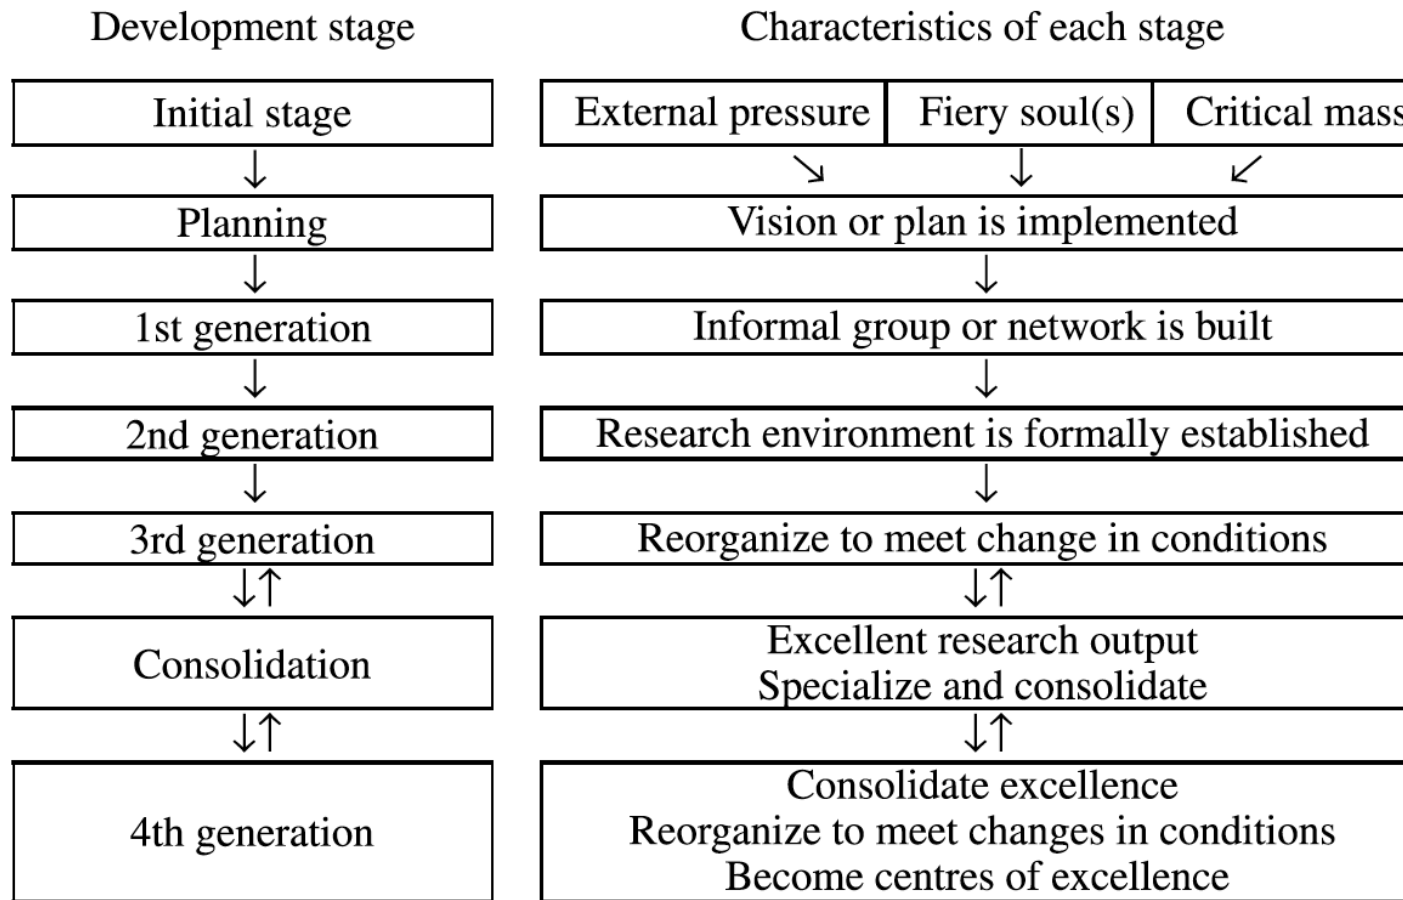 Development stage
Characteristics of each stage
Initial stage
External pressure
Fiery soul(s)
Critical mass
Planning
Vision or plan is implemented
1st generation
Informal group or network is built
2nd generation
Research environment is formally established
3rd generation
Reorganize to meet change in conditions
Consolidation
Excellent research output
Specialize and consolidate
4th generation
Consolidate excellence
Reorganize to meet changes in conditions
Become centres of excellence